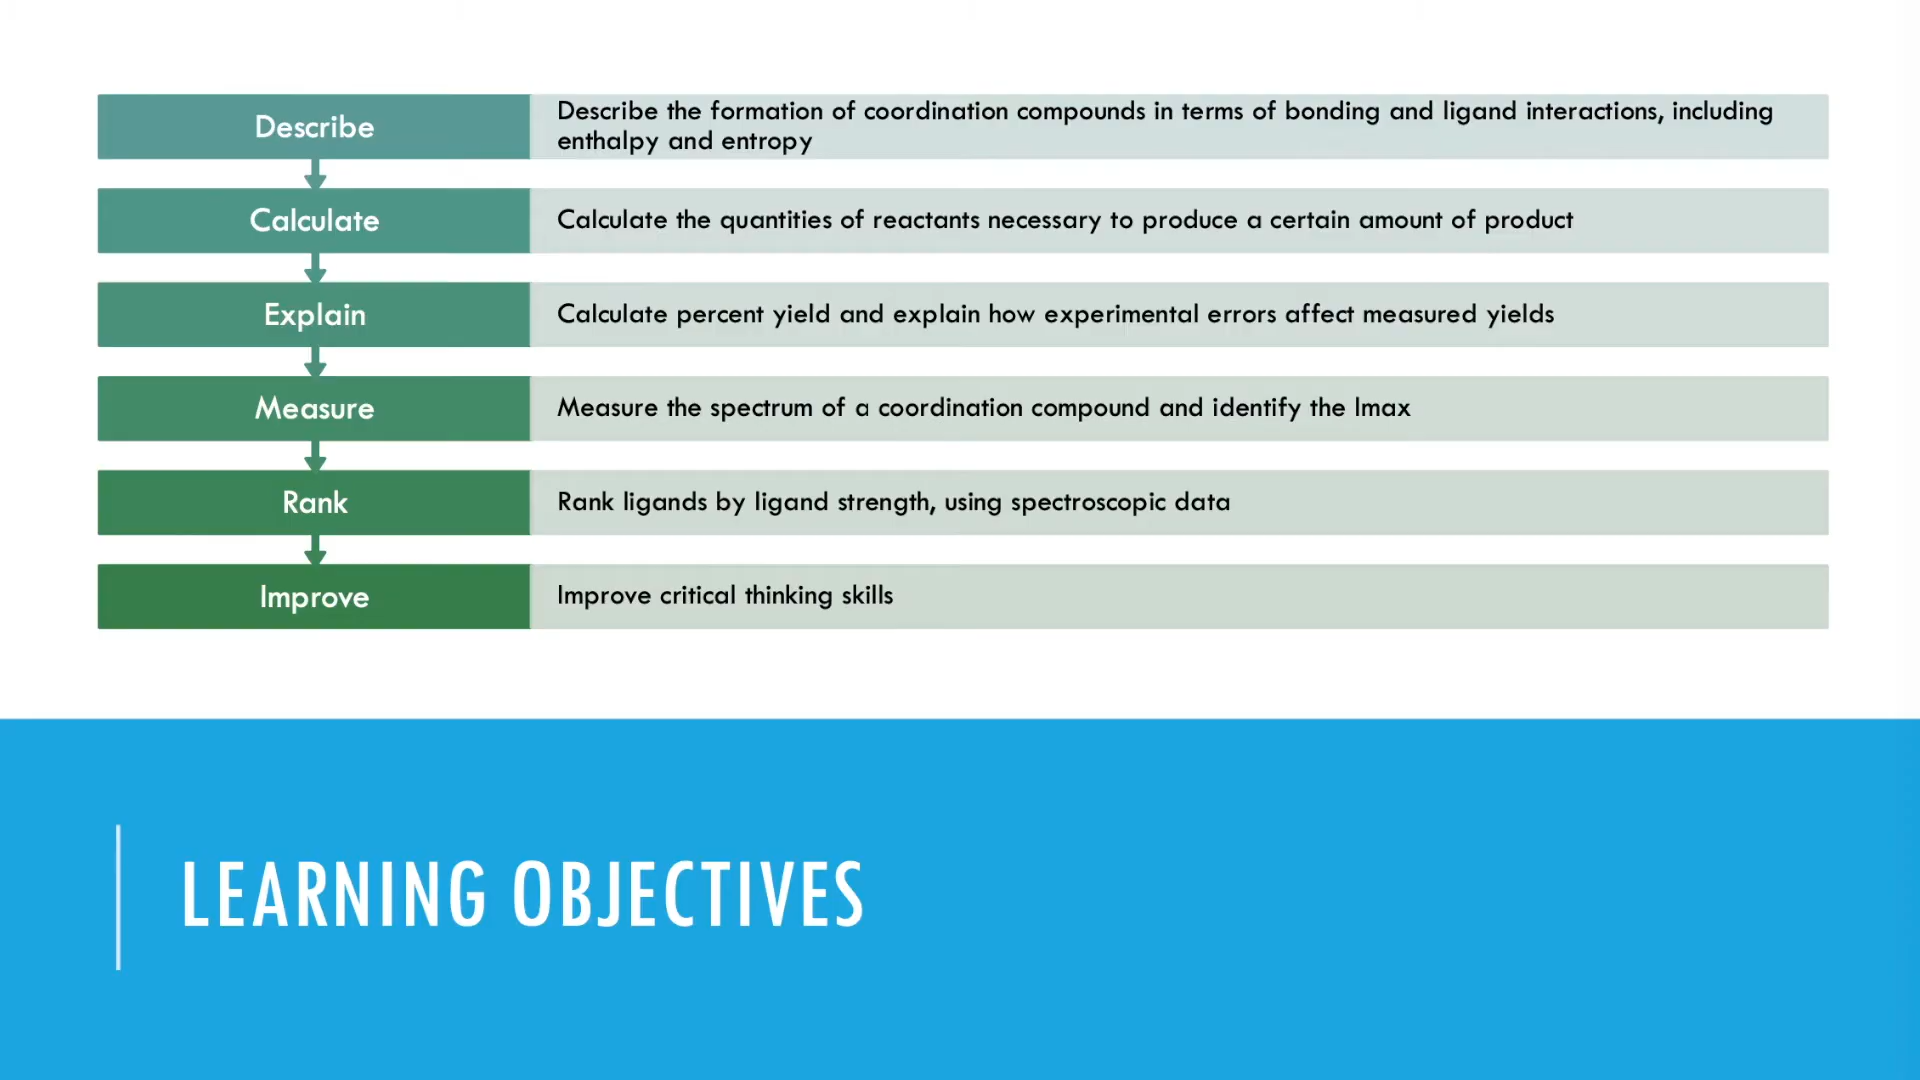 Describe
Describe the formation of coordination compounds in terms of bonding and ligand interactions, including
enthalpy and entropy
Calculate
Calculate the quantities of reactants necessary to produce a certain amount of product
Explain
Calculate percent yield and explain how experimental errors affect measured yields
Measure
Measure the spectrum of a coordination compound and identify the lmax
Rank
Rank ligands by ligand strength, using spectroscopic data
Improve
Improve critical thinking skills
LEARNING OBJECTIVES